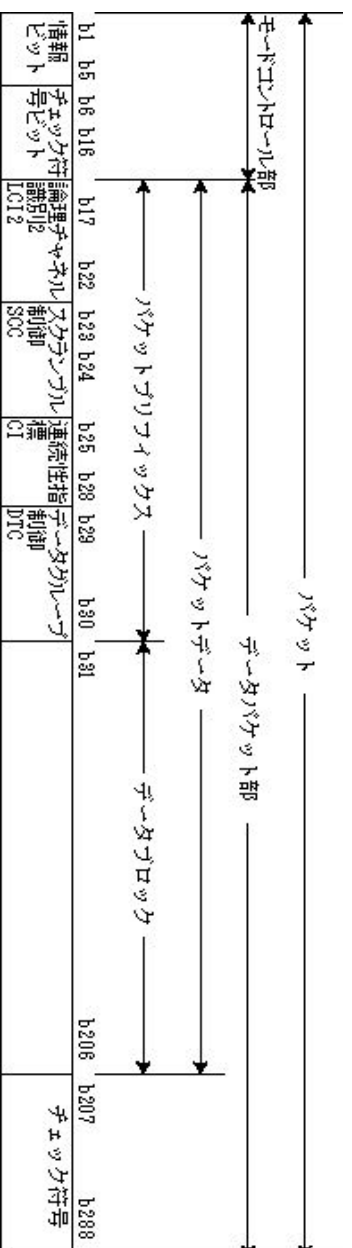 パケット
モードコントロール部
データパケット部
パケットデータ
パケットプリフィックス
データブロック
b1 b5
b6 b16
b17 b22
b23 b24
b25 b28
b29 b30
b31 b206
b207 b288
情報
ビット
チェック符
号ビット
論理チャネル
識別2
LCI2
スクランブル
制御
SCC
連続性指
標
CI
データグループ
制御
DTC
チェック符号